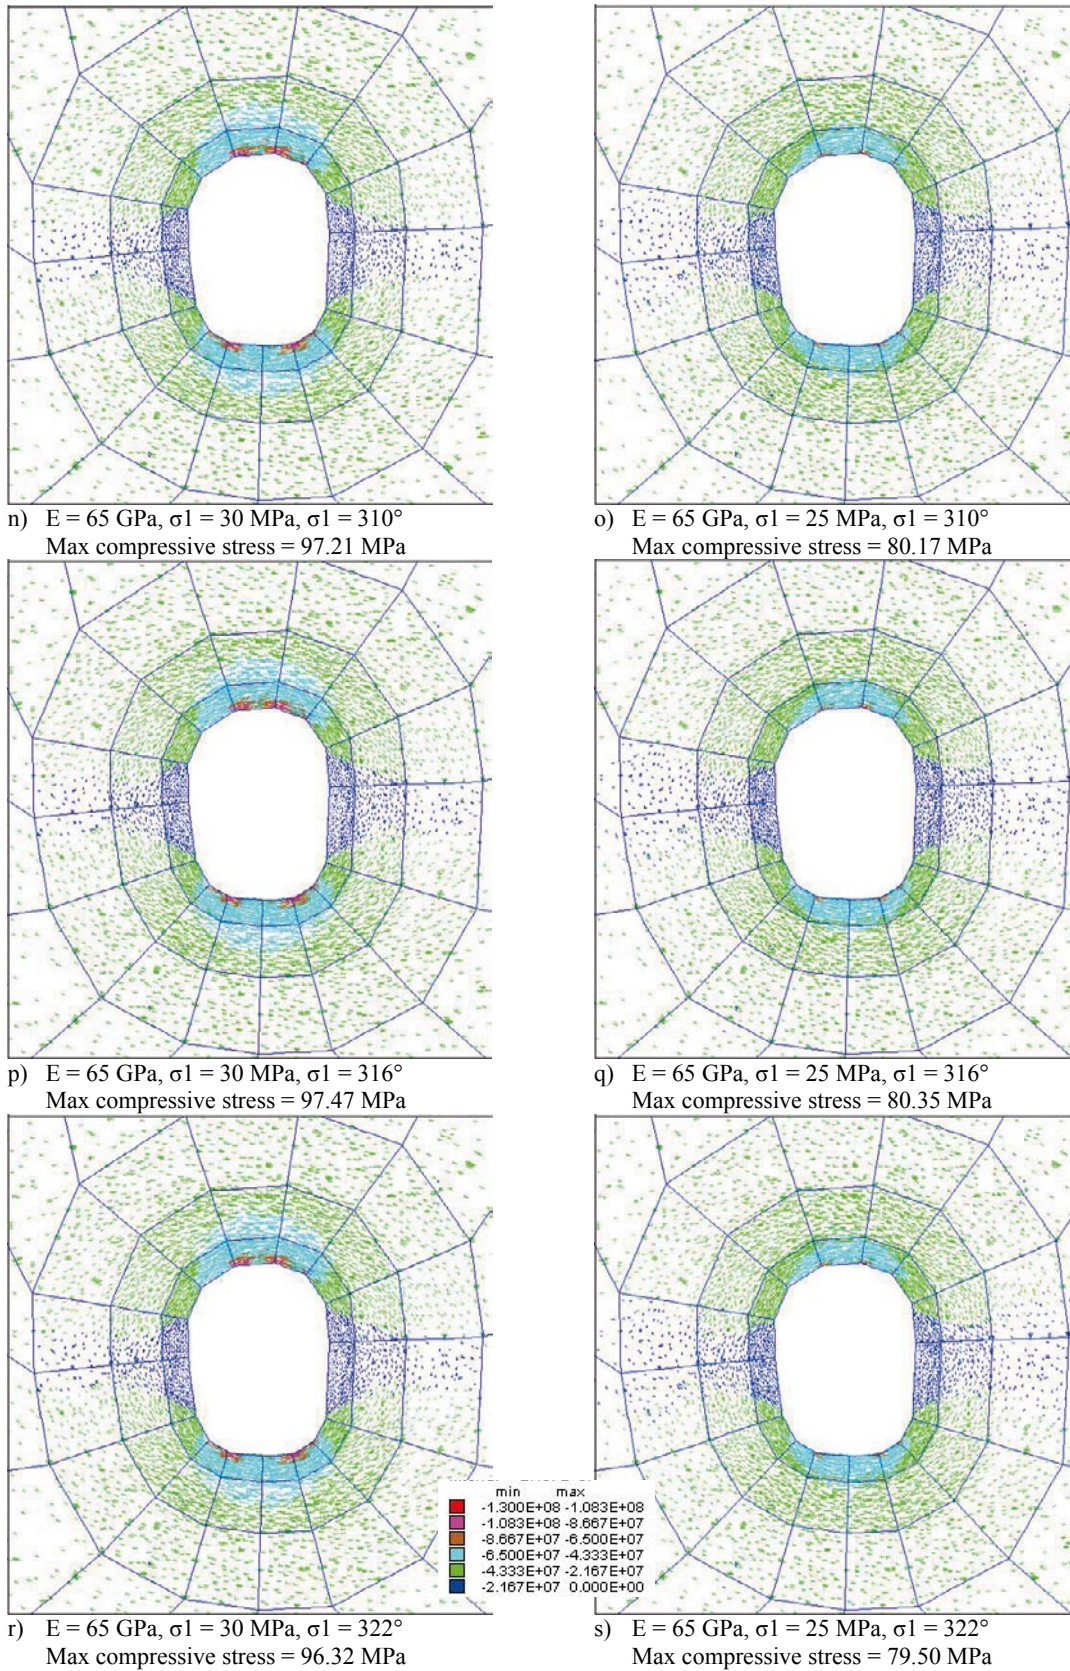 n) E = 65 GPa, σ1 = 30 MPa, σ1 = 310°
Max compressive stress = 97.21 MPa
o) E = 65 GPa, σ1 = 25 MPa, σ1 = 310°
Max compressive stress = 80.17 MPa
p) E = 65 GPa, σ1 = 30 MPa, σ1 = 316°
Max compressive stress = 97.47 MPa
q) E = 65 GPa, σ1 = 25 MPa, σ1 = 316°
Max compressive stress = 80.35 MPa
min max
-1.300E+08 -1.083E+08
-1.083E+08 -8.667E+07
-8.667E+07 -6.500E+07
-6.500E+07 -4.333E+07
-4.333E+07 -2.167E+07
-2.167E+07 0.000E+00
r) E = 65 GPa, σ1 = 30 MPa, σ1 = 322°
Max compressive stress = 96.32 MPa
s) E = 65 GPa, σ1 = 25 MPa, σ1 = 322°
Max compressive stress = 79.50 MPa